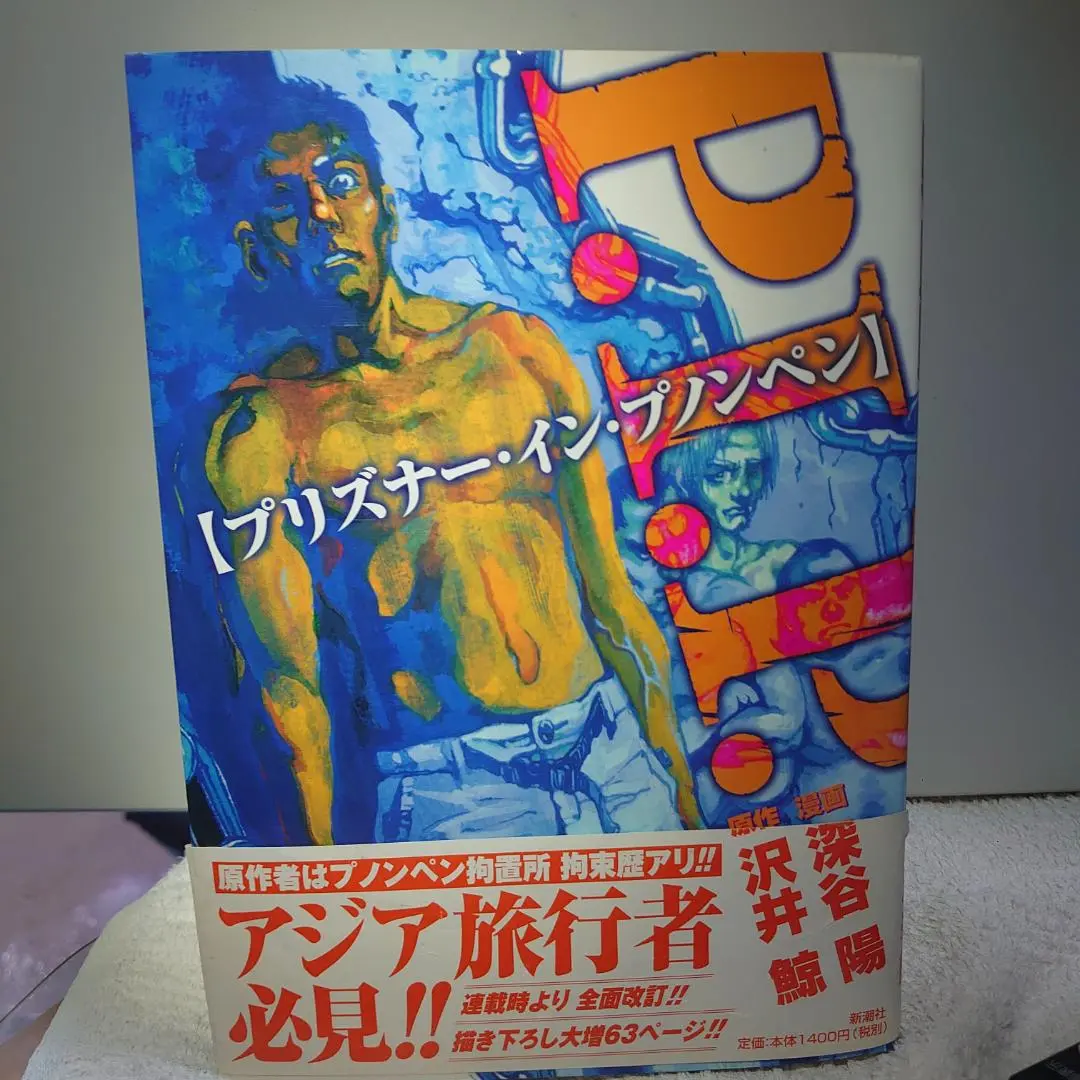 P.I.P.
【プリズナー・イン・プノンペン】
原作 沢井 鯨
漫画 深谷 陽
原作者はプノンペン拘置所 拘束歴アリ!!
アジア旅行者
必見!!
連載時より 全面改訂!!
描き下ろし大増63ページ!!
新潮社
定価:本体1400円(税別)